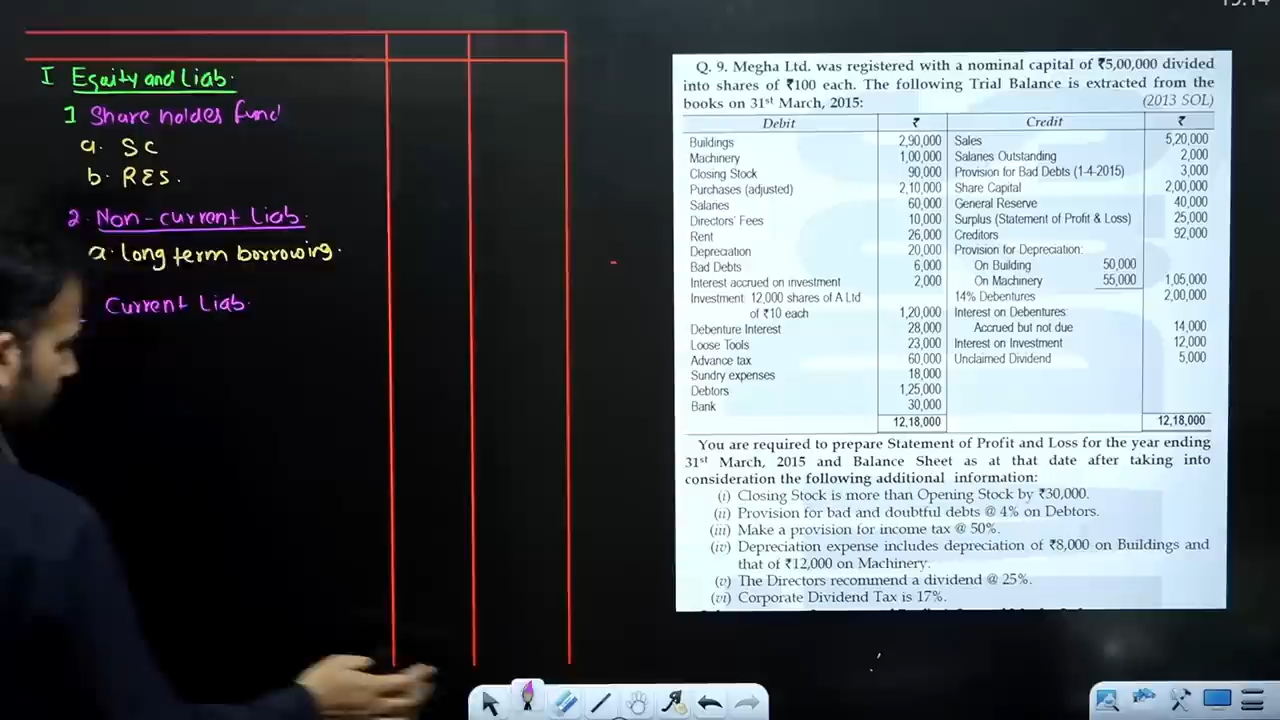 I Equity and Liab.
1 Share holder fund
a. SC
b. RES.
2. Non-current Liab.
a. Long term borrowing.
Current Liab.
Q. 9. Megha Ltd. was registered with a nominal capital of ₹5,00,000 divided
into shares of ₹100 each. The following Trial Balance is extracted from the
books on 31st March, 2015: (2013 SOL)
Debit ₹ Credit ₹
Buildings 2,90,000 Sales 5,20,000
Machinery 1,00,000 Salanes Outstanding 2,000
Closing Stock 90,000 Provision for Bad Debts (1-4-2015) 3,000
Purchases (adjusted) 2,10,000 Share Capital 2,00,000
Salanes 60,000 General Reserve 40,000
Directors' Fees 10,000 Surplus (Statement of Profit & Loss) 25,000
Rent 26,000 Creditors 92,000
Depreciation 20,000 Provision for Depreciation:
Bad Debts 6,000 On Building 50,000
Interest accrued on investment 2,000 On Machinery 55,000 1,05,000
Investment 12,000 shares of A Ltd 14% Debentures 2,00,000
of ₹10 each 1,20,000 Interest on Debentures:
Debenture Interest 28,000 Accrued but not due 14,000
Loose Tools 23,000 Interest on Investment 12,000
Advance tax 60,000 Unclaimed Dividend 5,000
Sundry expenses 18,000
Debtors 1,25,000
Bank 30,000
12,18,000 12,18,000
You are required to prepare Statement of Profit and Loss for the year ending
31st March, 2015 and Balance Sheet as at that date after taking into
consideration the following additional information:
(i) Closing Stock is more than Opening Stock by ₹30,000.
(ii) Provision for bad and doubtful debts @ 4% on Debtors.
(iii) Make a provision for income tax @ 50%.
(iv) Depreciation expense includes depreciation of ₹8,000 on Buildings and
that of ₹12,000 on Machinery.
(v) The Directors recommend a dividend @ 25%.
(vi) Corporate Dividend Tax is 17%.